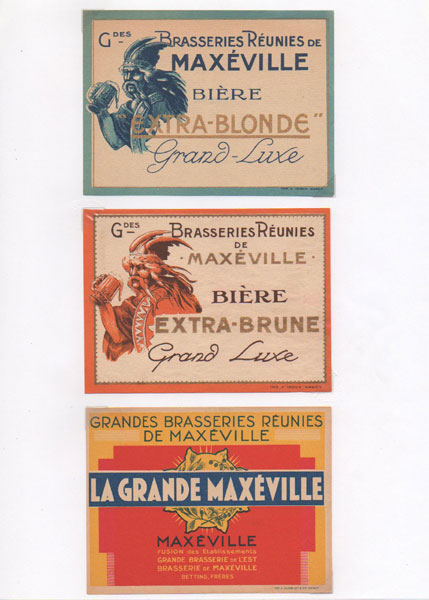 Gdes BRASSERIES RÉUNIES DE
MAXÉVILLE
BIÈRE
"EXTRA-BLONDE"
Grand-Luxe
Gdes BRASSERIES RÉUNIES
DE
· MAXÉVILLE ·
BIÈRE
EXTRA-BRUNE
Grand Luxe
GRANDES BRASSERIES RÉUNIES
DE MAXÉVILLE
LA GRANDE MAXÉVILLE
MAXÉVILLE
FUSION des Etablissements
GRANDE BRASSERIE DE L'EST
BRASSERIE DE MAXÉVILLE
BETTING, FRÈRES